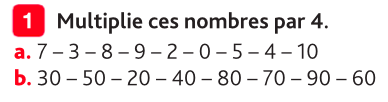 1 Multiplie ces nombres par 4.
a. 7 – 3 – 8 – 9 – 2 – 0 – 5 – 4 – 10
b. 30 – 50 – 20 – 40 – 80 – 70 – 90 – 60